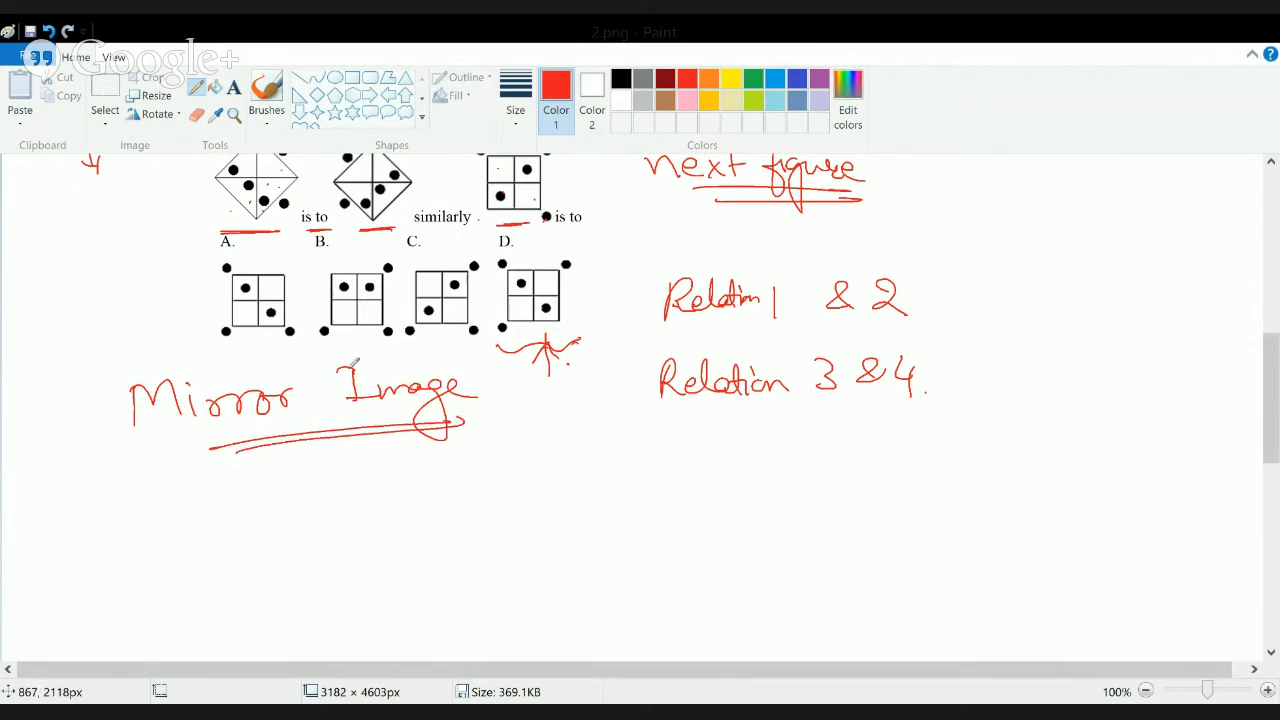 2.png - Paint
Google+
File Home View
Cut
Copy
Paste
Clipboard
Select
Crop
Resize
Rotate
Image
Tools
Brushes
Outline
Fill
Shapes
Size
Color 1
Color 2
Edit colors
Colors
next figure
is to similarly is to
A. B. C. D.
Relation 1 & 2
Mirror Image
Relation 3 & 4.
867, 2118px
3182 × 4603px
Size: 369.1KB
100%